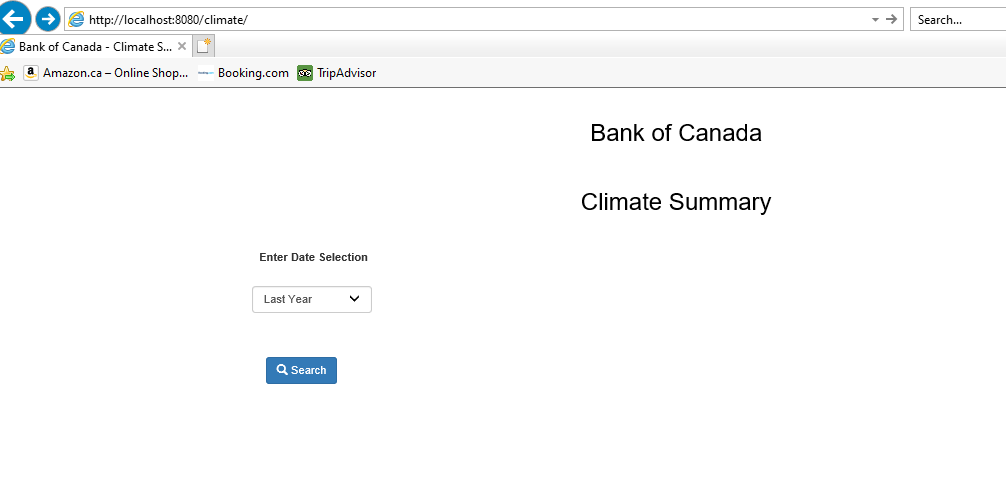 http://localhost:8080/climate/
Search...
Bank of Canada - Climate S...
Amazon.ca – Online Shop... Booking.com TripAdvisor
Bank of Canada
Climate Summary
Enter Date Selection
Last Year
Search